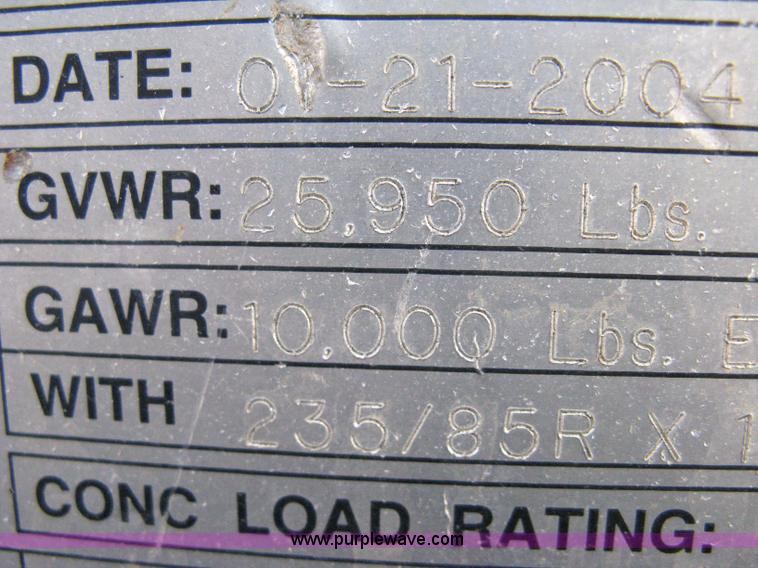 DATE: -21-2004
GVWR: 25,950 Lbs.
GAWR: 10,000 Lbs. E
WITH 235/85R X 1
CONC LOAD RATING:
www.purplewave.com